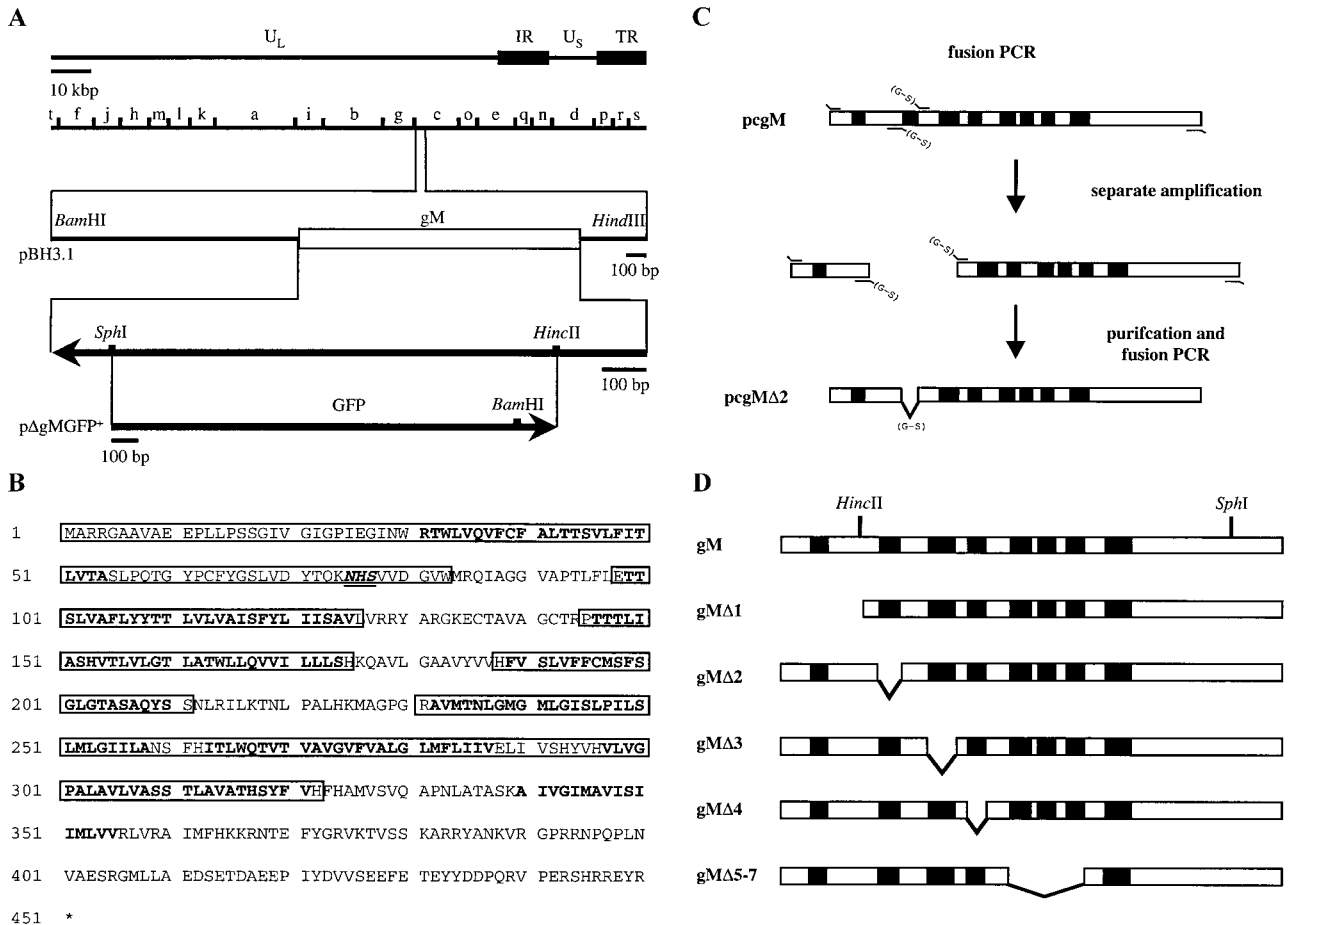 A
U_L IR U_S TR
10 kbp
t f j h m l k a i b g c o e q n d p r s
BamHI gM HindIII
pBH3.1
100 bp
SphI HincII
100 bp
GFP BamHI
pΔgMGFP+
100 bp
B
1 MARRGAAVAE EPLLPSSGIV GIGPIEGINW RTWLVQVFCF ALTTSVLFIT
51 LVTASLPQTG YPCFYGSLVD YTQKNHSVVD GVWMRQIAGG VAPTLFLETT
101 SLVAFLYYTT LVLVAISFYL IISAVLVRRY ARGKECTAVA GCTRPTTTLI
151 ASHVTLVLGT LATWLLQVVI LLLSHKQAVL GAAVYVVHFV SLVFFCMSFS
201 GLGTASAQYS SNLRILKTNL PALHKMAGPG RAVMTNLGMG MLGISLPILS
251 LMLGIILANS FHITLWQTVT VAVGVFVALG LMFLIIVELI VSHYVHVLVG
301 PALAVLVASS TLAVATHSYF VHFHAMVSVQ APNLATASKA IVGIMAVISI
351 IMLVVRLVRA IMFHKKRNTE FYGRVKTVSS KARRYANKVR GPRRNPQPLN
401 VAESRGMLLA EDSETDAEEP IYDVVSEEFE TEYYDDPQRV PERSHRREYR
451 *
C
fusion PCR
(G-S)
pcgM
(G-S)
separate amplification
(G-S)
(G-S)
purifcation and
fusion PCR
pcgMΔ2
(G-S)
D
HincII SphI
gM
gMΔ1
gMΔ2
gMΔ3
gMΔ4
gMΔ5-7